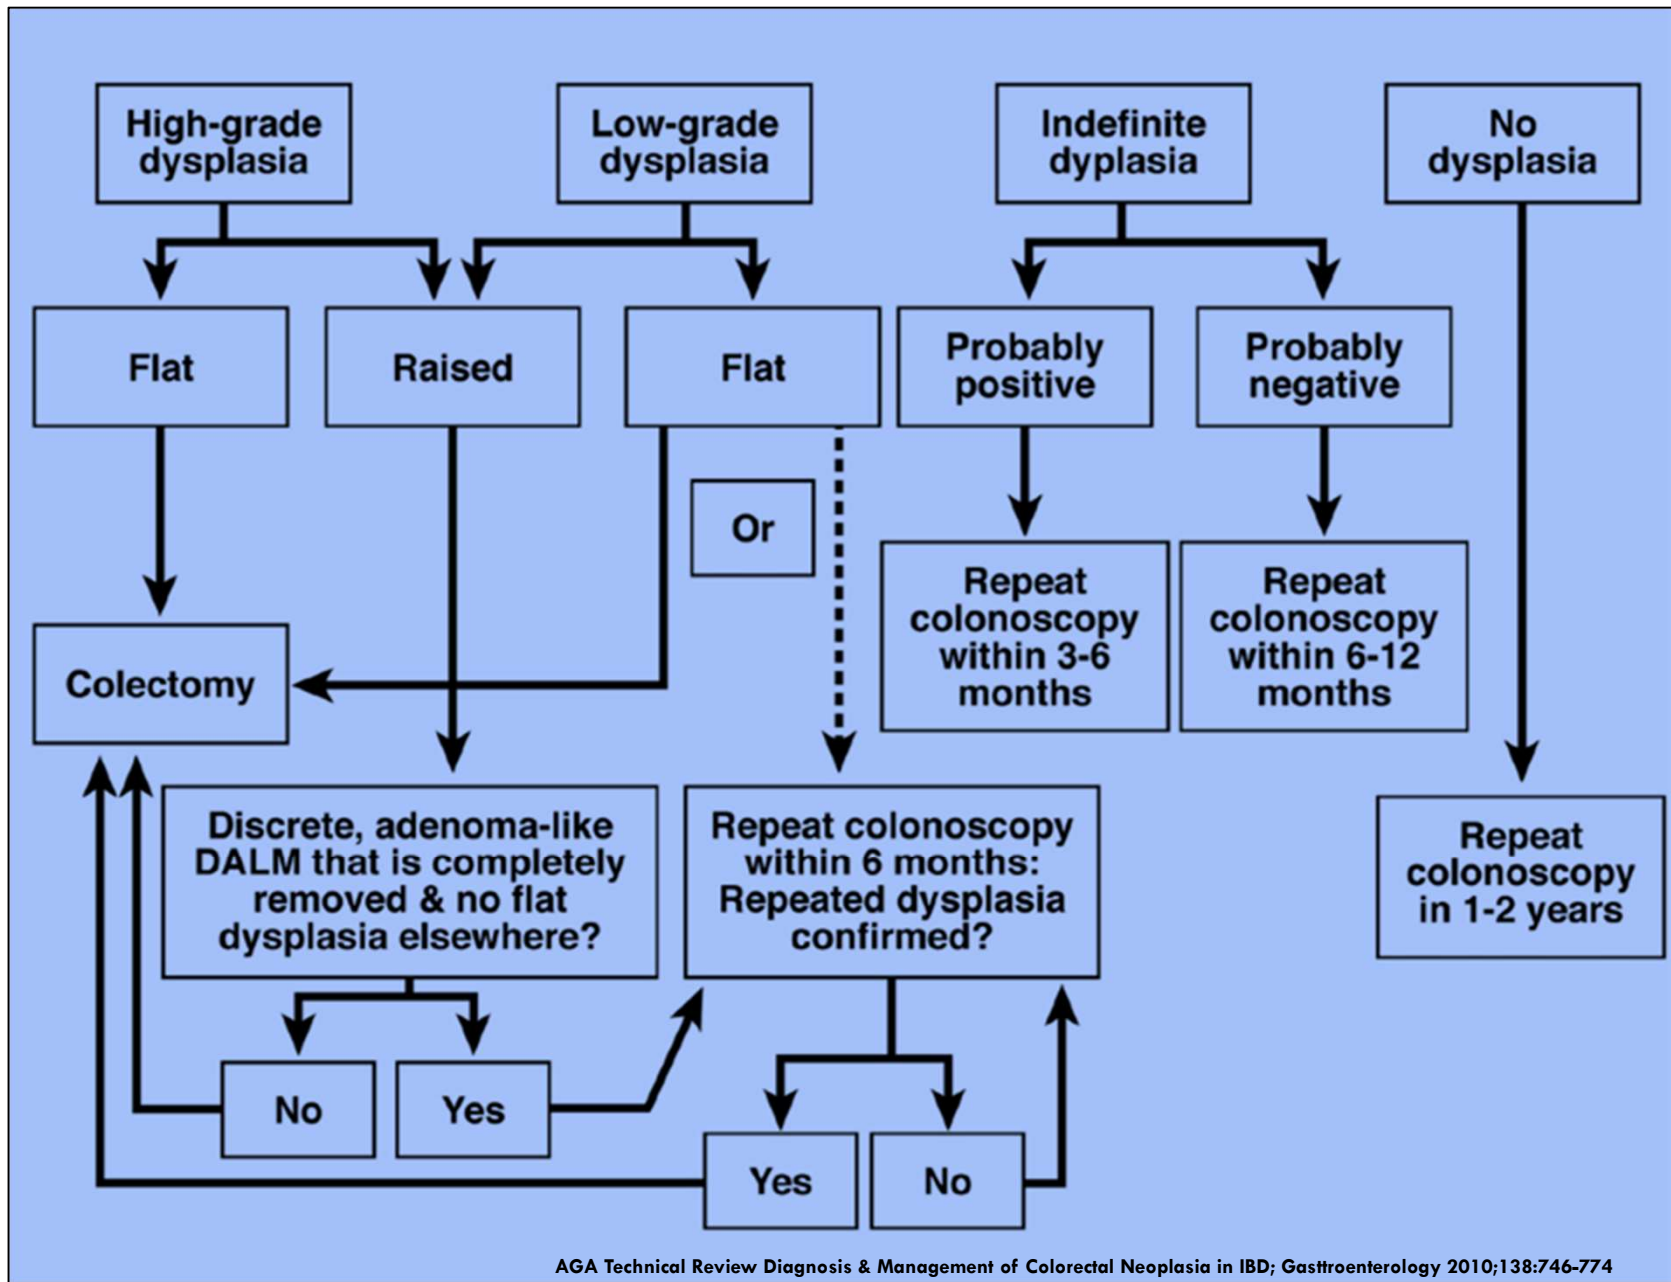 High-grade
dysplasia
Low-grade
dysplasia
Indefinite
dyplasia
No
dysplasia
Flat
Raised
Flat
Probably
positive
Probably
negative
Or
Repeat
colonoscopy
within 3-6
months
Repeat
colonoscopy
within 6-12
months
Colectomy
Discrete, adenoma-like
DALM that is completely
removed & no flat
dysplasia elsewhere?
Repeat colonoscopy
within 6 months:
Repeated dysplasia
confirmed?
Repeat
colonoscopy
in 1-2 years
No
Yes
Yes
No
AGA Technical Review Diagnosis & Management of Colorectal Neoplasia in IBD; Gasttroenterology 2010;138:746-774